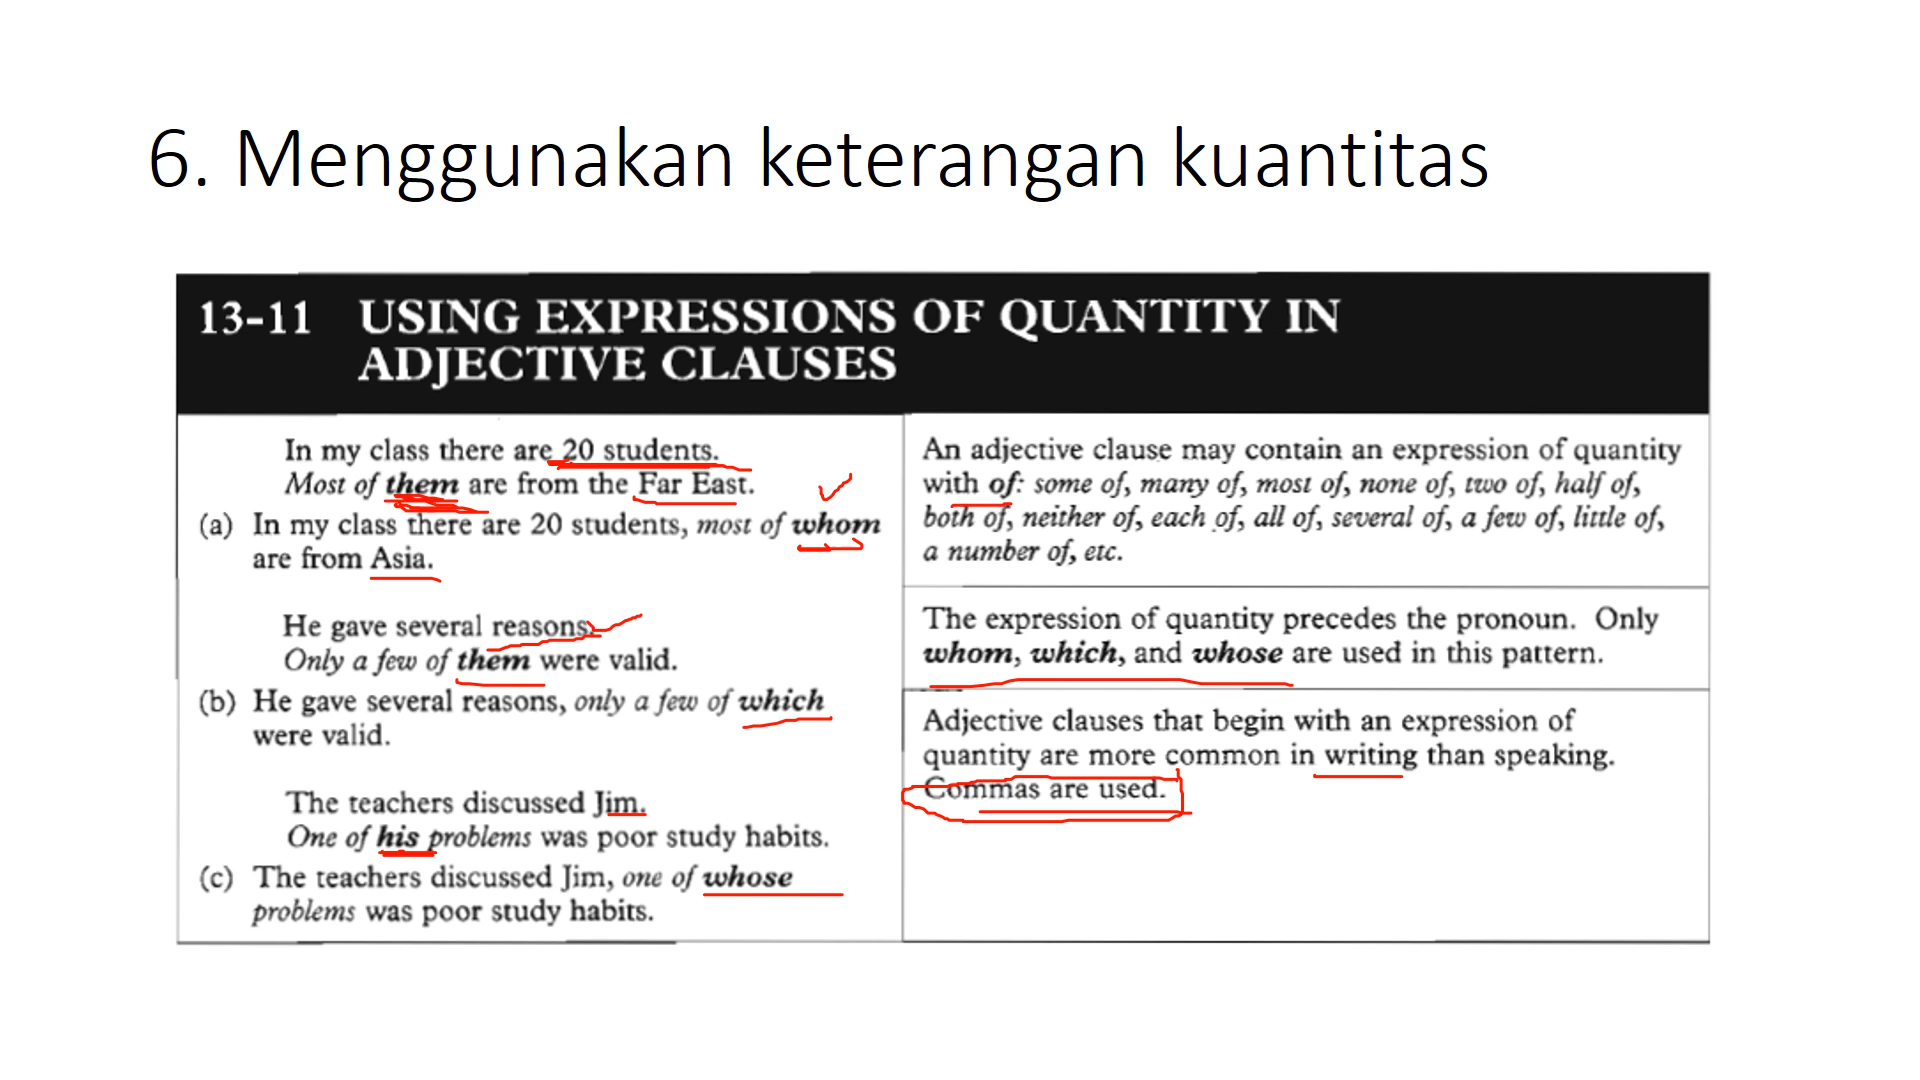 6. Menggunakan keterangan kuantitas
13-11 USING EXPRESSIONS OF QUANTITY IN
ADJECTIVE CLAUSES
In my class there are 20 students.
Most of them are from the Far East.
(a) In my class there are 20 students, most of whom
are from Asia.
He gave several reasons.
Only a few of them were valid.
(b) He gave several reasons, only a few of which
were valid.
The teachers discussed Jim.
One of his problems was poor study habits.
(c) The teachers discussed Jim, one of whose
problems was poor study habits.
An adjective clause may contain an expression of quantity
with of: some of, many of, most of, none of, two of, half of,
both of, neither of, each of, all of, several of, a few of, little of,
a number of, etc.
The expression of quantity precedes the pronoun. Only
whom, which, and whose are used in this pattern.
Adjective clauses that begin with an expression of
quantity are more common in writing than speaking.
Commas are used.